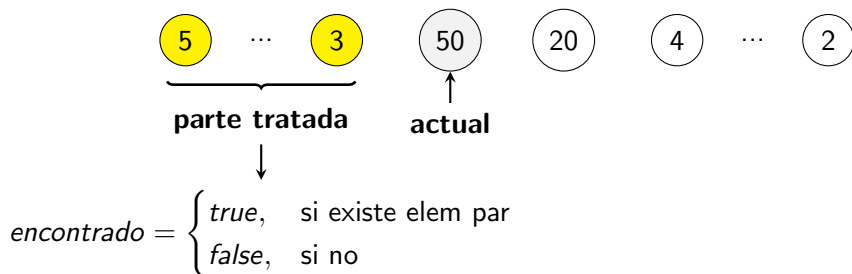 5 ... 3 50 20 4 ... 2
parte tratada actual
encontrado = { true, si existe elem par
false, si no